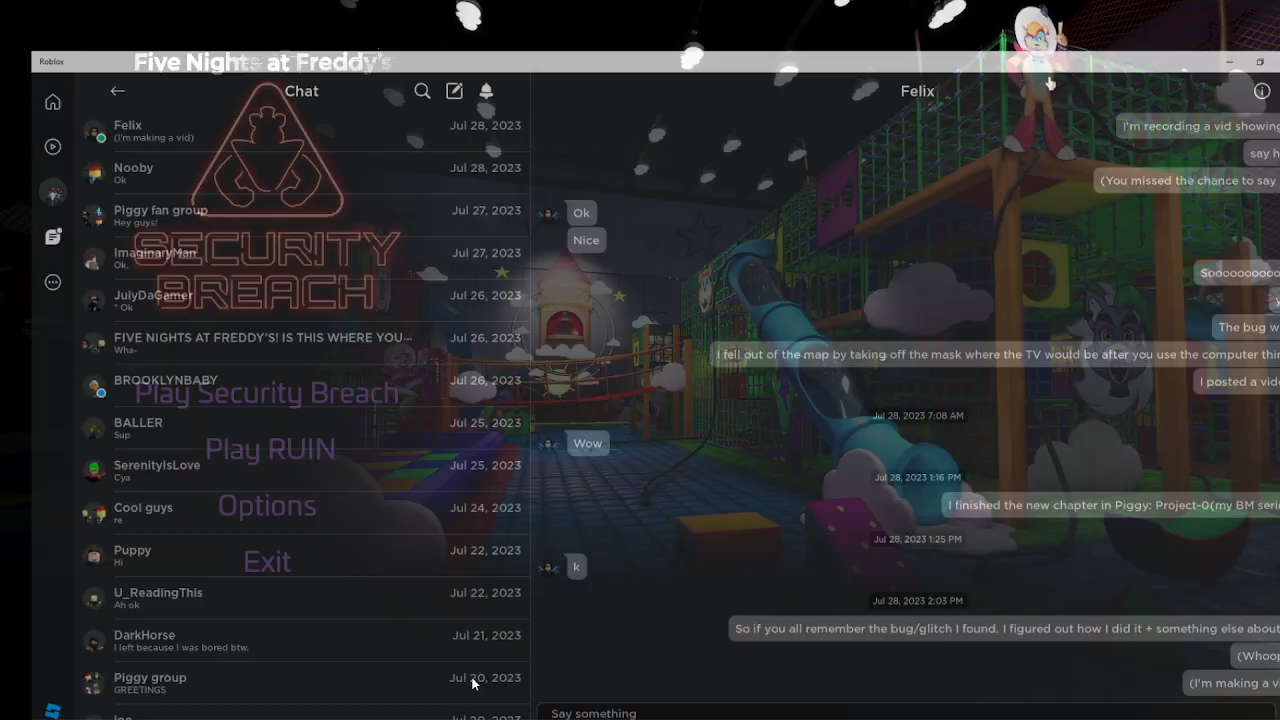 Roblox
Five Nights at Freddy's
Chat
Felix
Felix
Jul 28, 2023
(I'm making a vid)
Nooby
Jul 28, 2023
Ok
Piggy fan group
Jul 27, 2023
Hey guys!
ImaginaryMan
Jul 27, 2023
Ok.
JulyDaGamer
Jul 26, 2023
" Ok
FIVE NIGHTS AT FREDDY'S! IS THIS WHERE YOU...
Jul 26, 2023
Wha-
BROOKLYNBABY
Jul 26, 2023
BALLER
Jul 25, 2023
Sup
SerenityIsLove
Jul 25, 2023
Cya
Cool guys
Jul 24, 2023
re
Puppy
Jul 22, 2023
Hi
U_ReadingThis
Jul 22, 2023
Ah ok
DarkHorse
Jul 21, 2023
I left because I was bored btw.
Piggy group
Jul 20, 2023
GREETINGS
SECURITY
BREACH
Play Security Breach
Play RUIN
Options
Exit
i'm recording a vid showing
say h
(You missed the chance to say
Ok
Nice
Sooooooooooo
The bug w
I fell out of the map by taking off the mask where the TV would be after you use the computer thin
I posted a vide
Jul 28, 2023 7:08 AM
Wow
Jul 28, 2023 1:16 PM
I finished the new chapter in Piggy: Project-0(my BM seri
Jul 28, 2023 1:25 PM
k
Jul 28, 2023 2:03 PM
So if you all remember the bug/glitch I found. I figured out how I did it + something else about
(Whoop
(I'm making a v
Say something